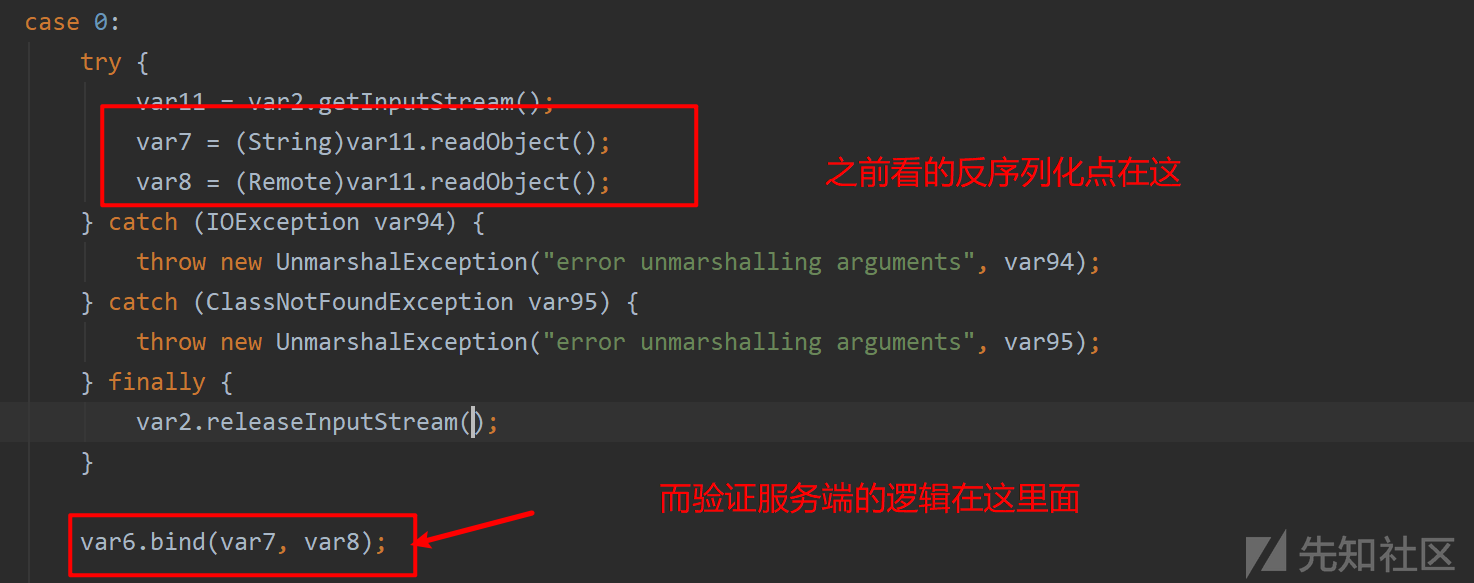 case 0:
try {
var11 = var2.getInputStream();
var7 = (String)var11.readObject();
var8 = (Remote)var11.readObject();
之前看的反序列化点在这
} catch (IOException var94) {
throw new UnmarshalException("error unmarshalling arguments", var94);
} catch (ClassNotFoundException var95) {
throw new UnmarshalException("error unmarshalling arguments", var95);
} finally {
var2.releaseInputStream();
}
而验证服务端的逻辑在这里面
var6.bind(var7, var8);
先知社区